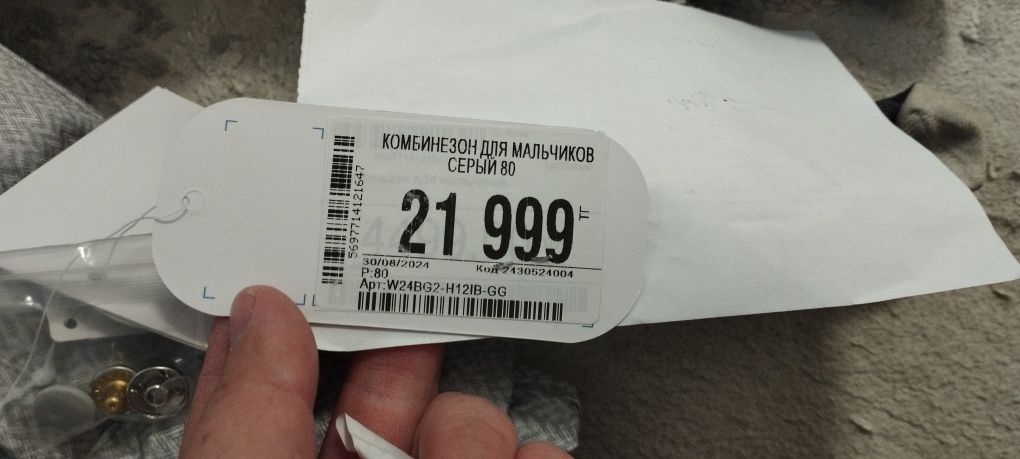 КОМБИНЕЗОН ДЛЯ МАЛЬЧИКОВ
СЕРЫЙ 80
21 999 ТГ
30/08/2024 Код 2430524004
Р:80
Арт:W24BG2-H12IB-GG
5697714121647